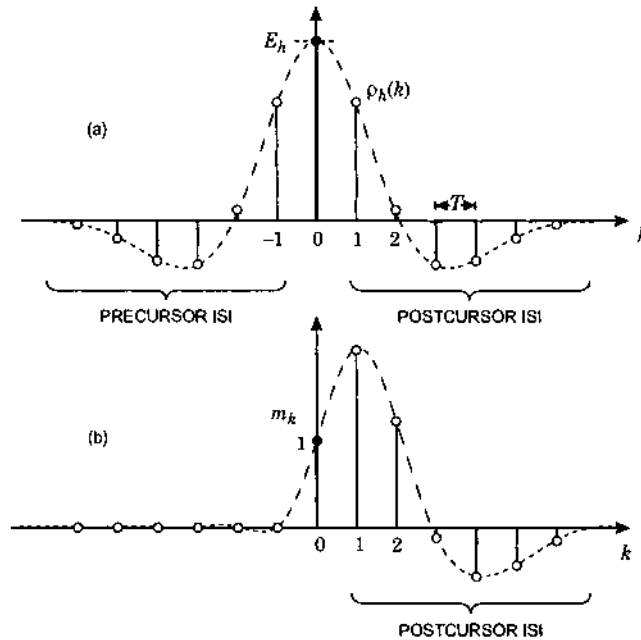 E_h
ρ_h(k)
(a)
T
-1 0 1 2
PRECURSOR ISI POSTCURSOR ISI
m_k
1
(b)
0 1 2 k
POSTCURSOR ISI